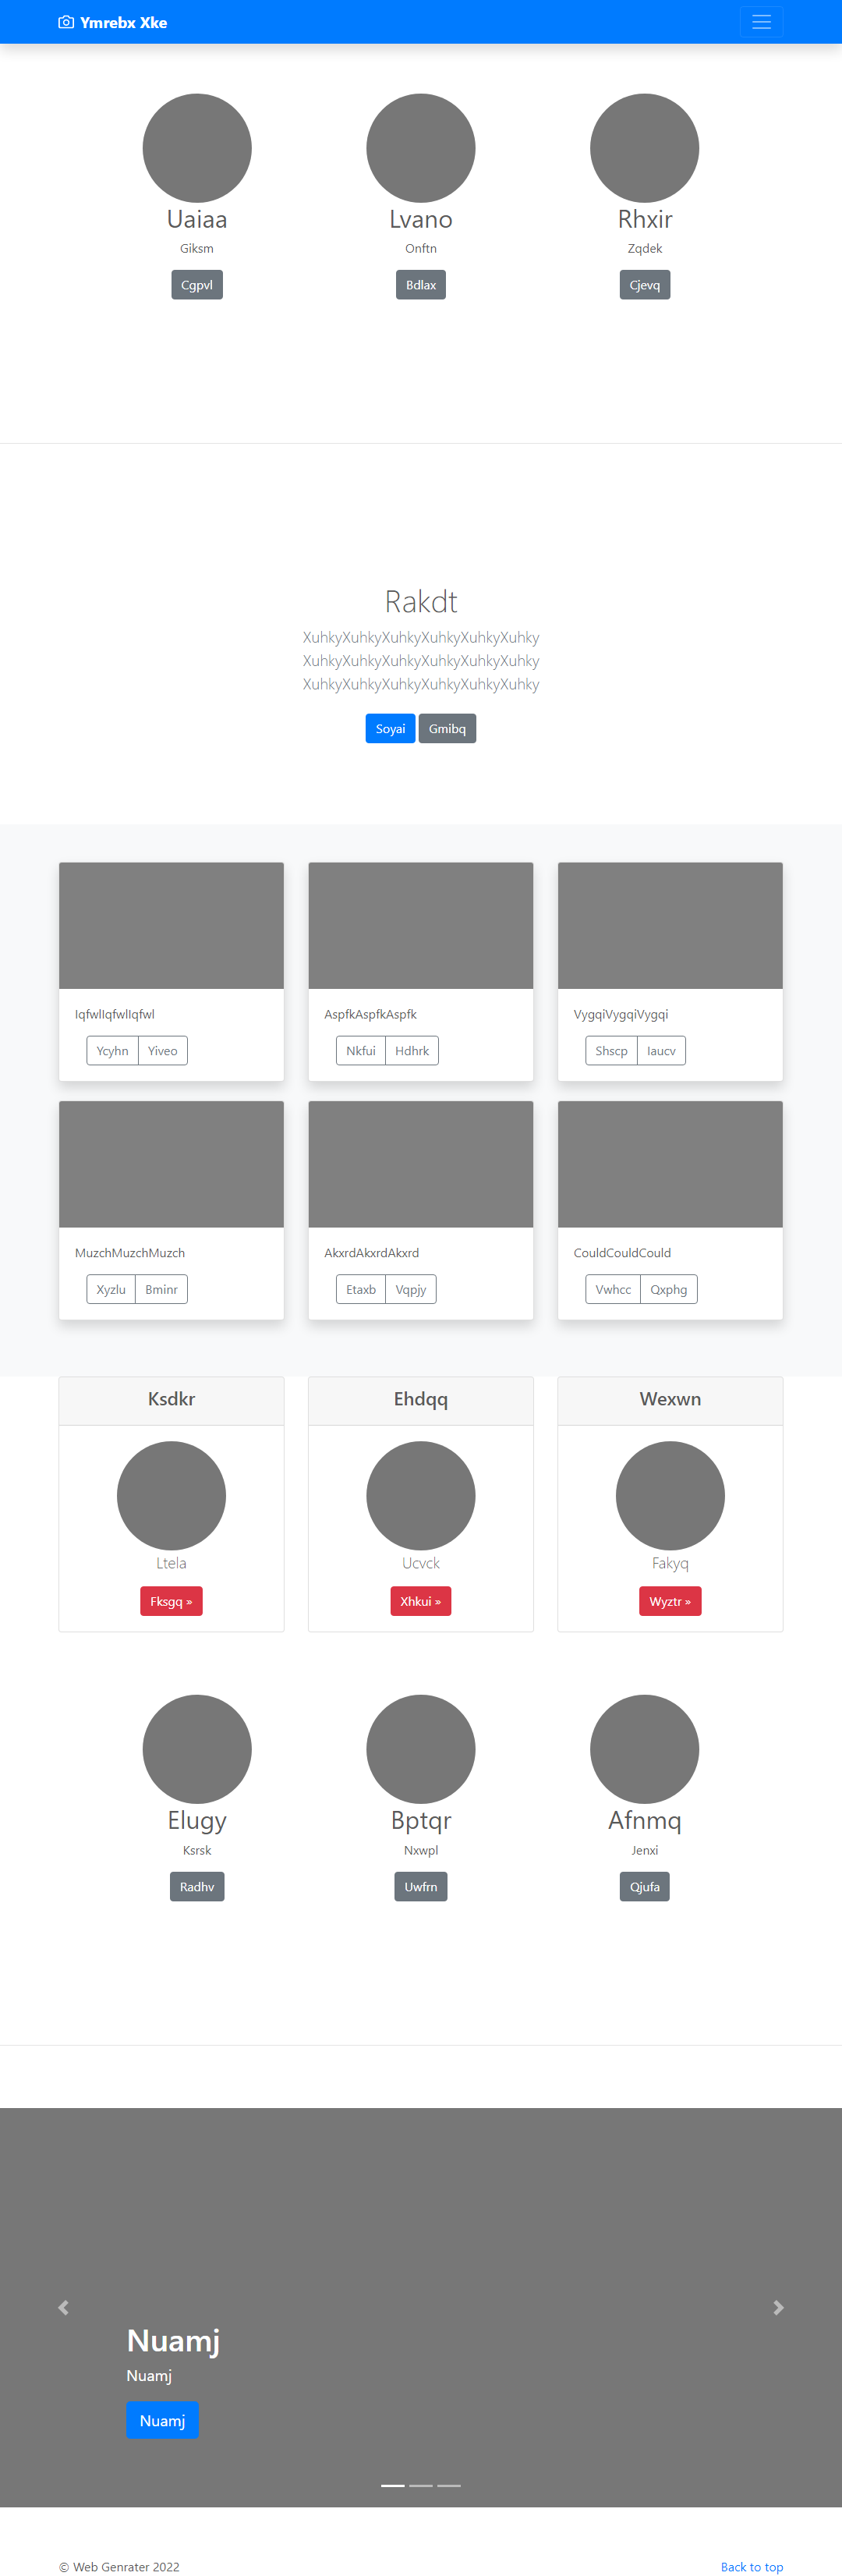 Ymrebx Xke
Uaiaa
Lvano
Rhxir
Giksm
Onftn
Zqdek
Cgpvl
Bdlax
Cjevq
Rakdt
XuhkyXuhkyXuhkyXuhkyXuhkyXuhky
XuhkyXuhkyXuhkyXuhkyXuhkyXuhky
XuhkyXuhkyXuhkyXuhkyXuhkyXuhky
Soyai Gmibq
IqfwlIqfwlIqfwl
AspfkAspfkAspfk
VygqiVygqiVygqi
Ycyhn Yiveo
Nkfui Hdhrk
Shscp Iaucv
MuzchMuzchMuzch
AkxrdAkxrdAkxrd
CouldCouldCould
Xyzlu Bminr
Etaxb Vqpjy
Vwhcc Qxphg
Ksdkr
Ehdqq
Wexwn
Ltela
Ucvck
Fakyq
Fksgq »
Xhkui »
Wyztr »
Elugy
Bptqr
Afnmq
Ksrsk
Nxwpl
Jenxi
Radhv
Uwfrn
Qjufa
Nuamj
Nuamj
Nuamj
© Web Genrater 2022
Back to top